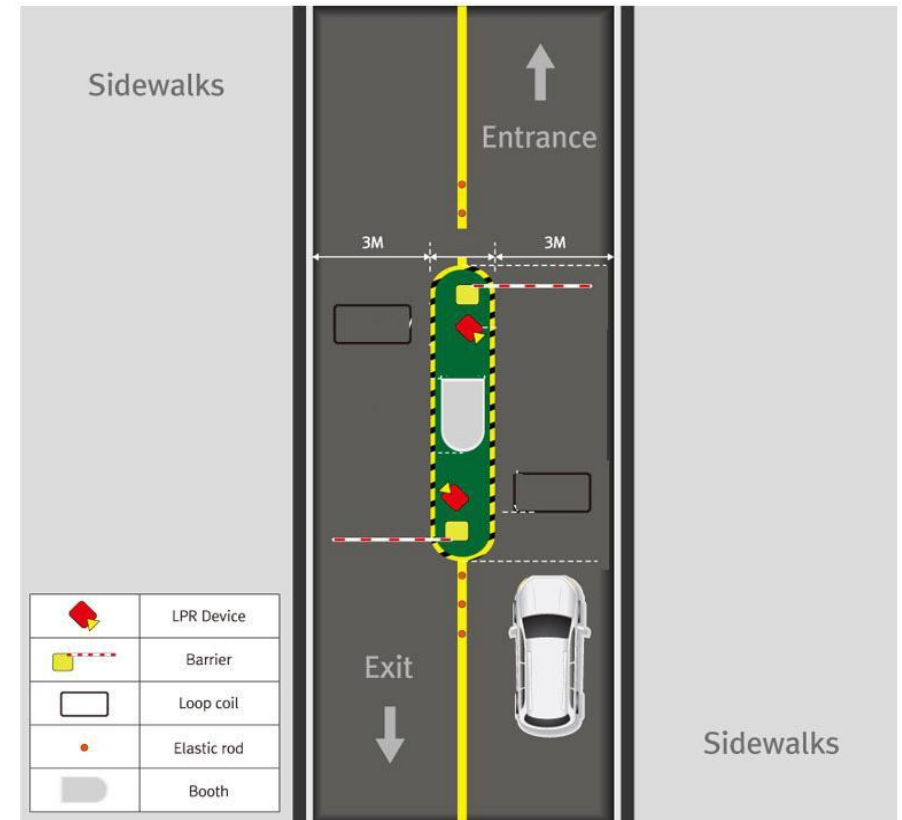 Sidewalks
Entrance
3M
3M
Exit
Sidewalks
LPR Device
Barrier
Loop coil
Elastic rod
Booth